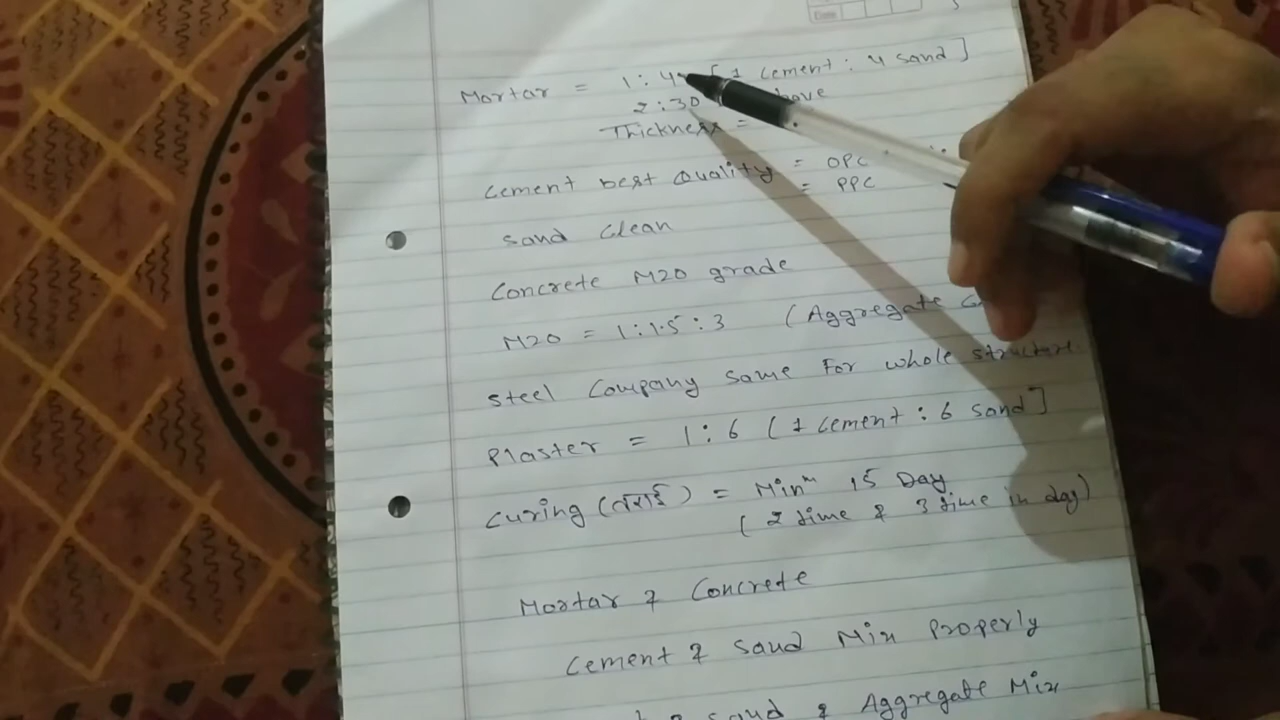 Date
Mortar = 1:4 [1 cement : 4 sand]
2:30
Thickness =
Cement best Quality = OPC
= PPC
Sand Clean
Concrete M20 grade
M20 = 1:1.5:3 (Aggregate
Steel Company same For whole structure
Plaster = 1:6 (1 cement : 6 sand]
Curing (तराई) = Minm 15 Day
(2 time & 3 time in day)
Mortar & Concrete
Cement & Sand Mix Properly
sand & Aggregate Mix